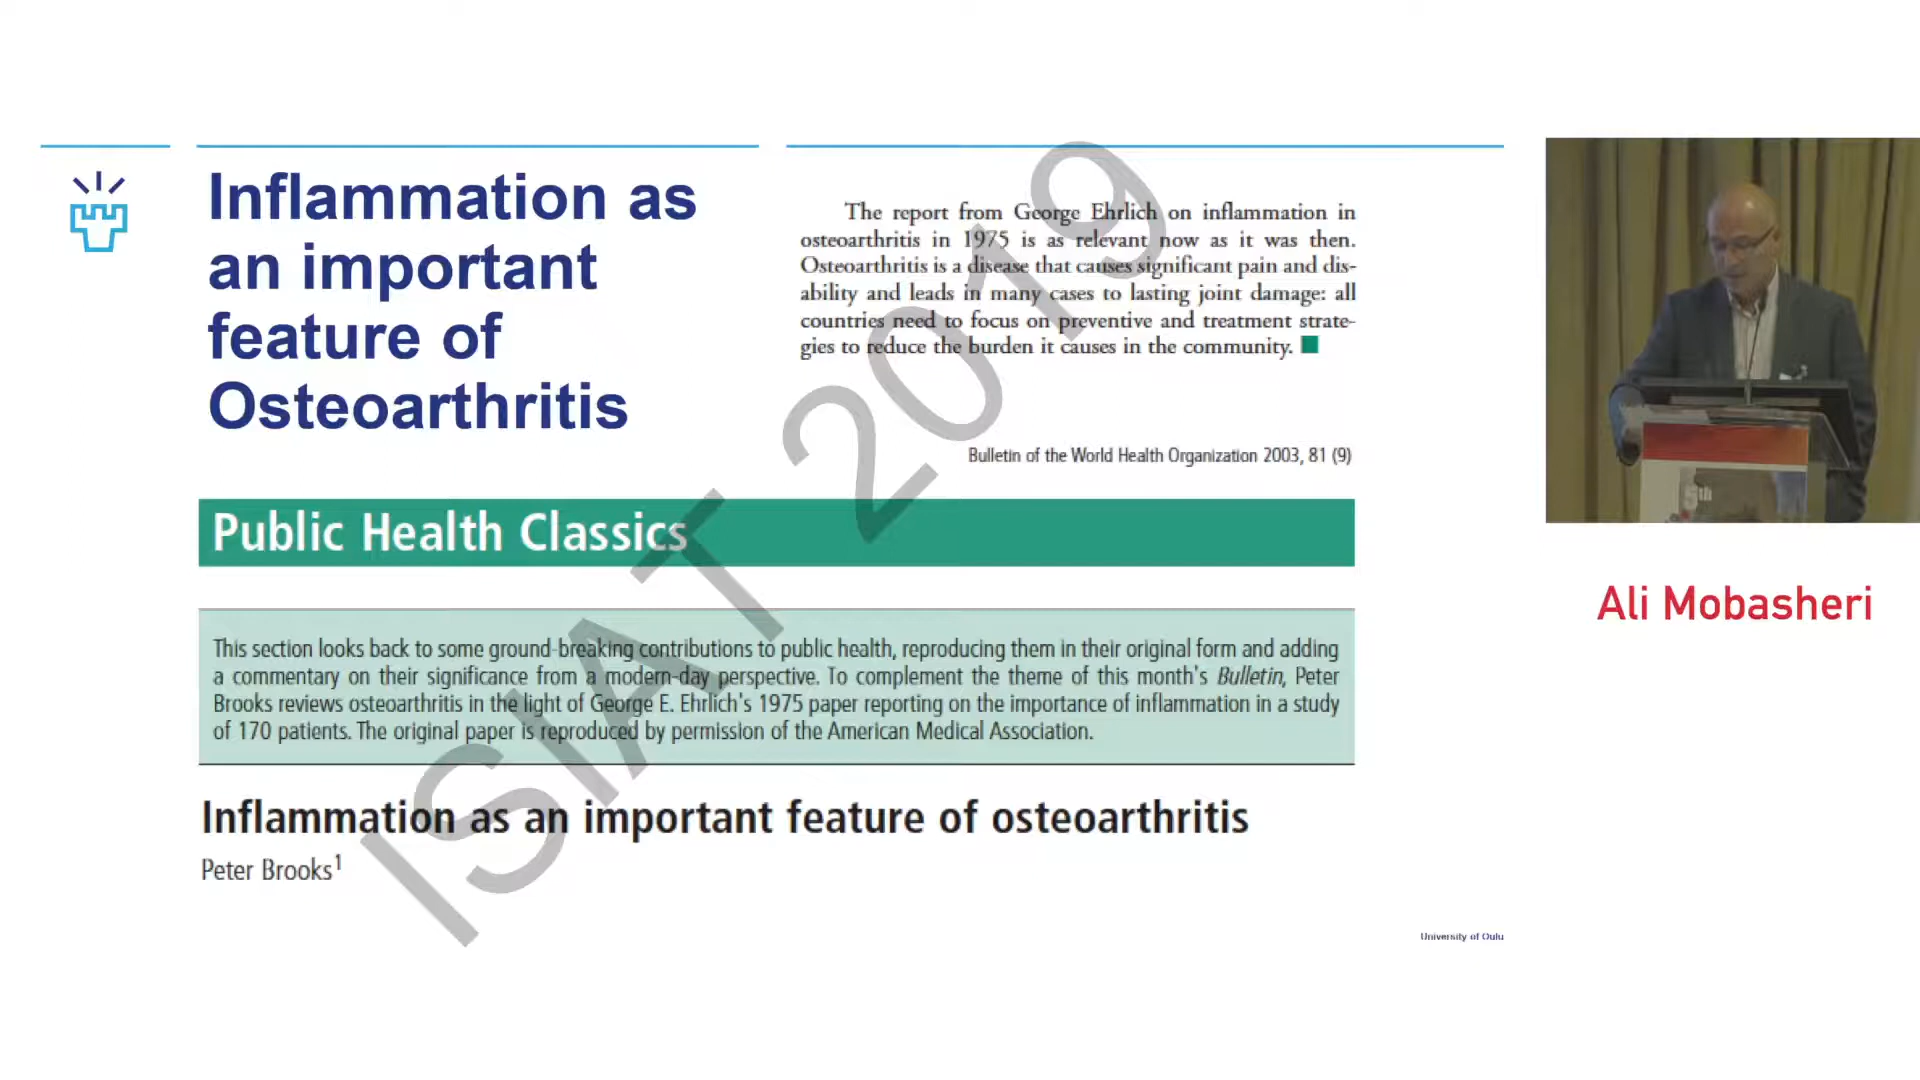 Inflammation as
an important
feature of
Osteoarthritis
The report from George Ehrlich on inflammation in
osteoarthritis in 1975 is as relevant now as it was then.
Osteoarthritis is a disease that causes significant pain and dis-
ability and leads in many cases to lasting joint damage: all
countries need to focus on preventive and treatment strate-
gies to reduce the burden it causes in the community.
Bulletin of the World Health Organization 2003, 81 (9)
Public Health Classics
This section looks back to some ground-breaking contributions to public health, reproducing them in their original form and adding
a commentary on their significance from a modern-day perspective. To complement the theme of this month's Bulletin, Peter
Brooks reviews osteoarthritis in the light of George E. Ehrlich's 1975 paper reporting on the importance of inflammation in a study
of 170 patients. The original paper is reproduced by permission of the American Medical Association.
Inflammation as an important feature of osteoarthritis
Peter Brooks1
University of Oulu
ISIAT 2019
5th
Ali Mobasheri